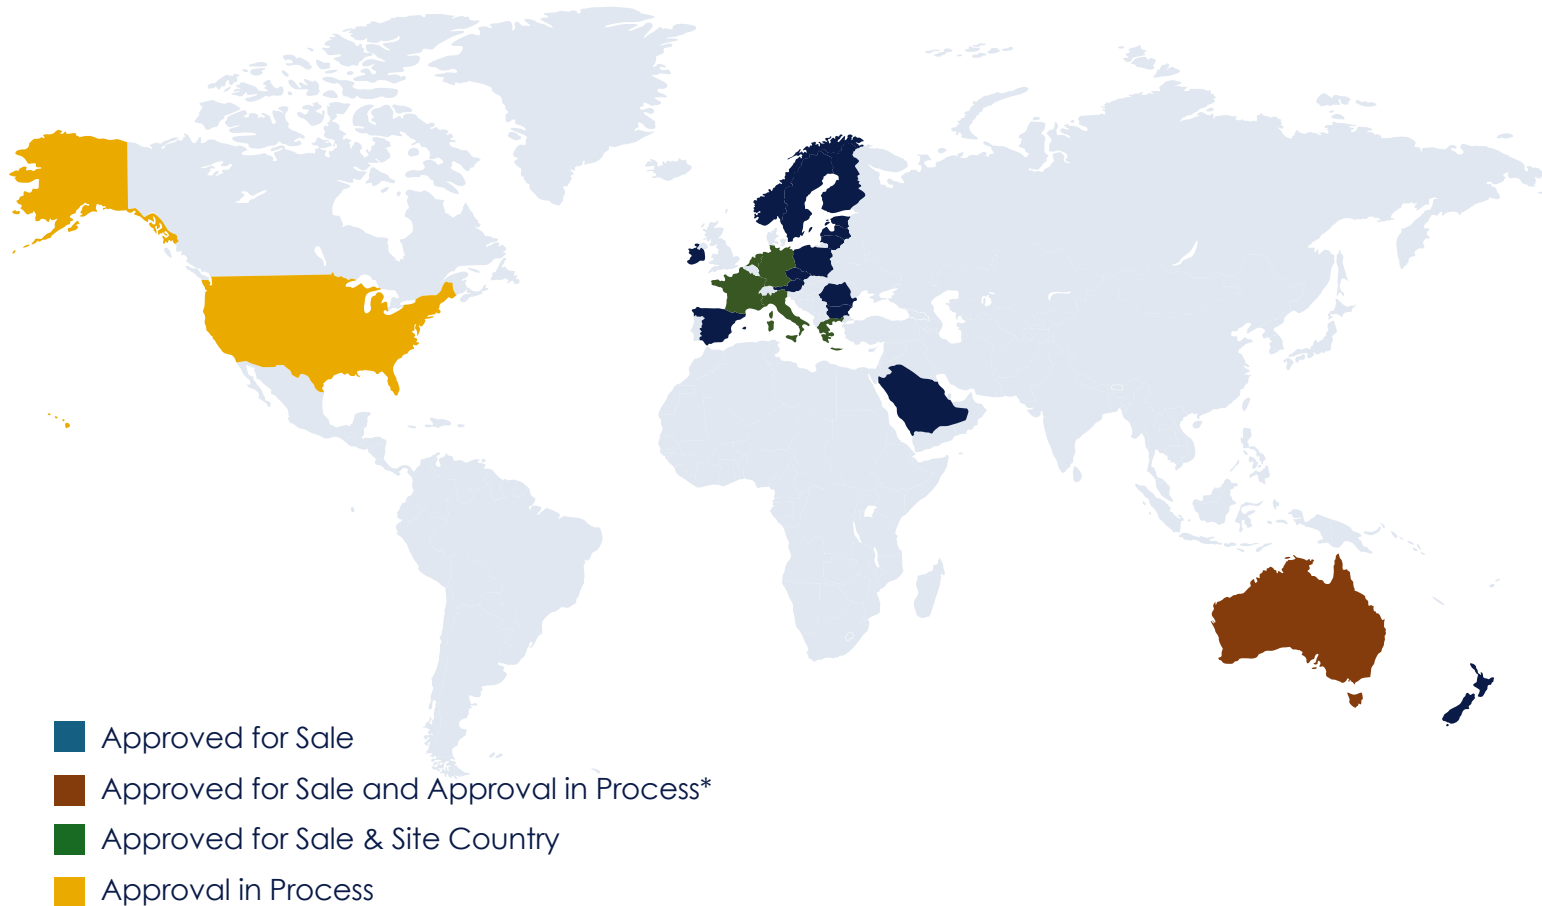 Approved for Sale
Approved for Sale and Approval in Process*
Approved for Sale & Site Country
Approval in Process